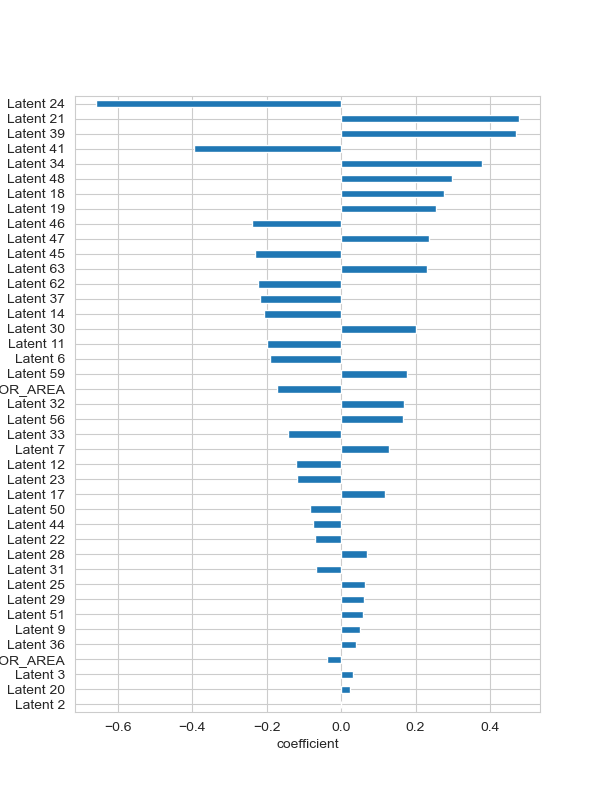 Latent 24
Latent 21
Latent 39
Latent 41
Latent 34
Latent 48
Latent 18
Latent 19
Latent 46
Latent 47
Latent 45
Latent 63
Latent 62
Latent 37
Latent 14
Latent 30
Latent 11
Latent 6
Latent 59
OR_AREA
Latent 32
Latent 56
Latent 33
Latent 7
Latent 12
Latent 23
Latent 17
Latent 50
Latent 44
Latent 22
Latent 28
Latent 31
Latent 25
Latent 29
Latent 51
Latent 9
Latent 36
OR_AREA
Latent 3
Latent 20
Latent 2
−0.6 −0.4 −0.2 0.0 0.2 0.4
coefficient